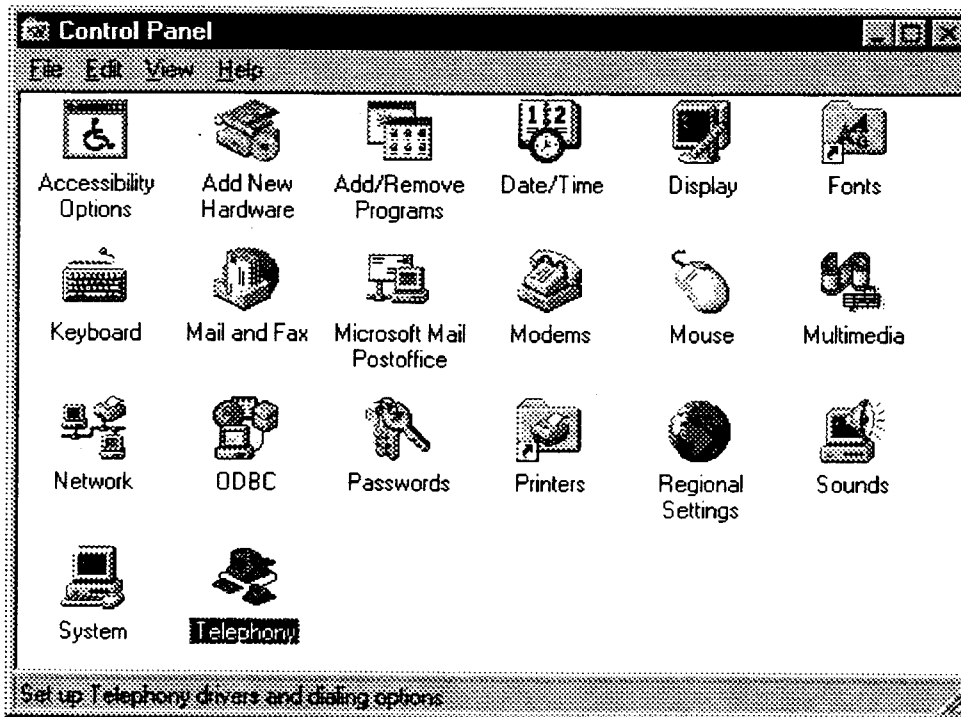 Control Panel
File Edit View Help
Accessibility Options
Add New Hardware
Add/Remove Programs
Date/Time
Display
Fonts
Keyboard
Mail and Fax
Microsoft Mail Postoffice
Modems
Mouse
Multimedia
Network
ODBC
Passwords
Printers
Regional Settings
Sounds
System
Telephony
Set up Telephony drivers and dialing options